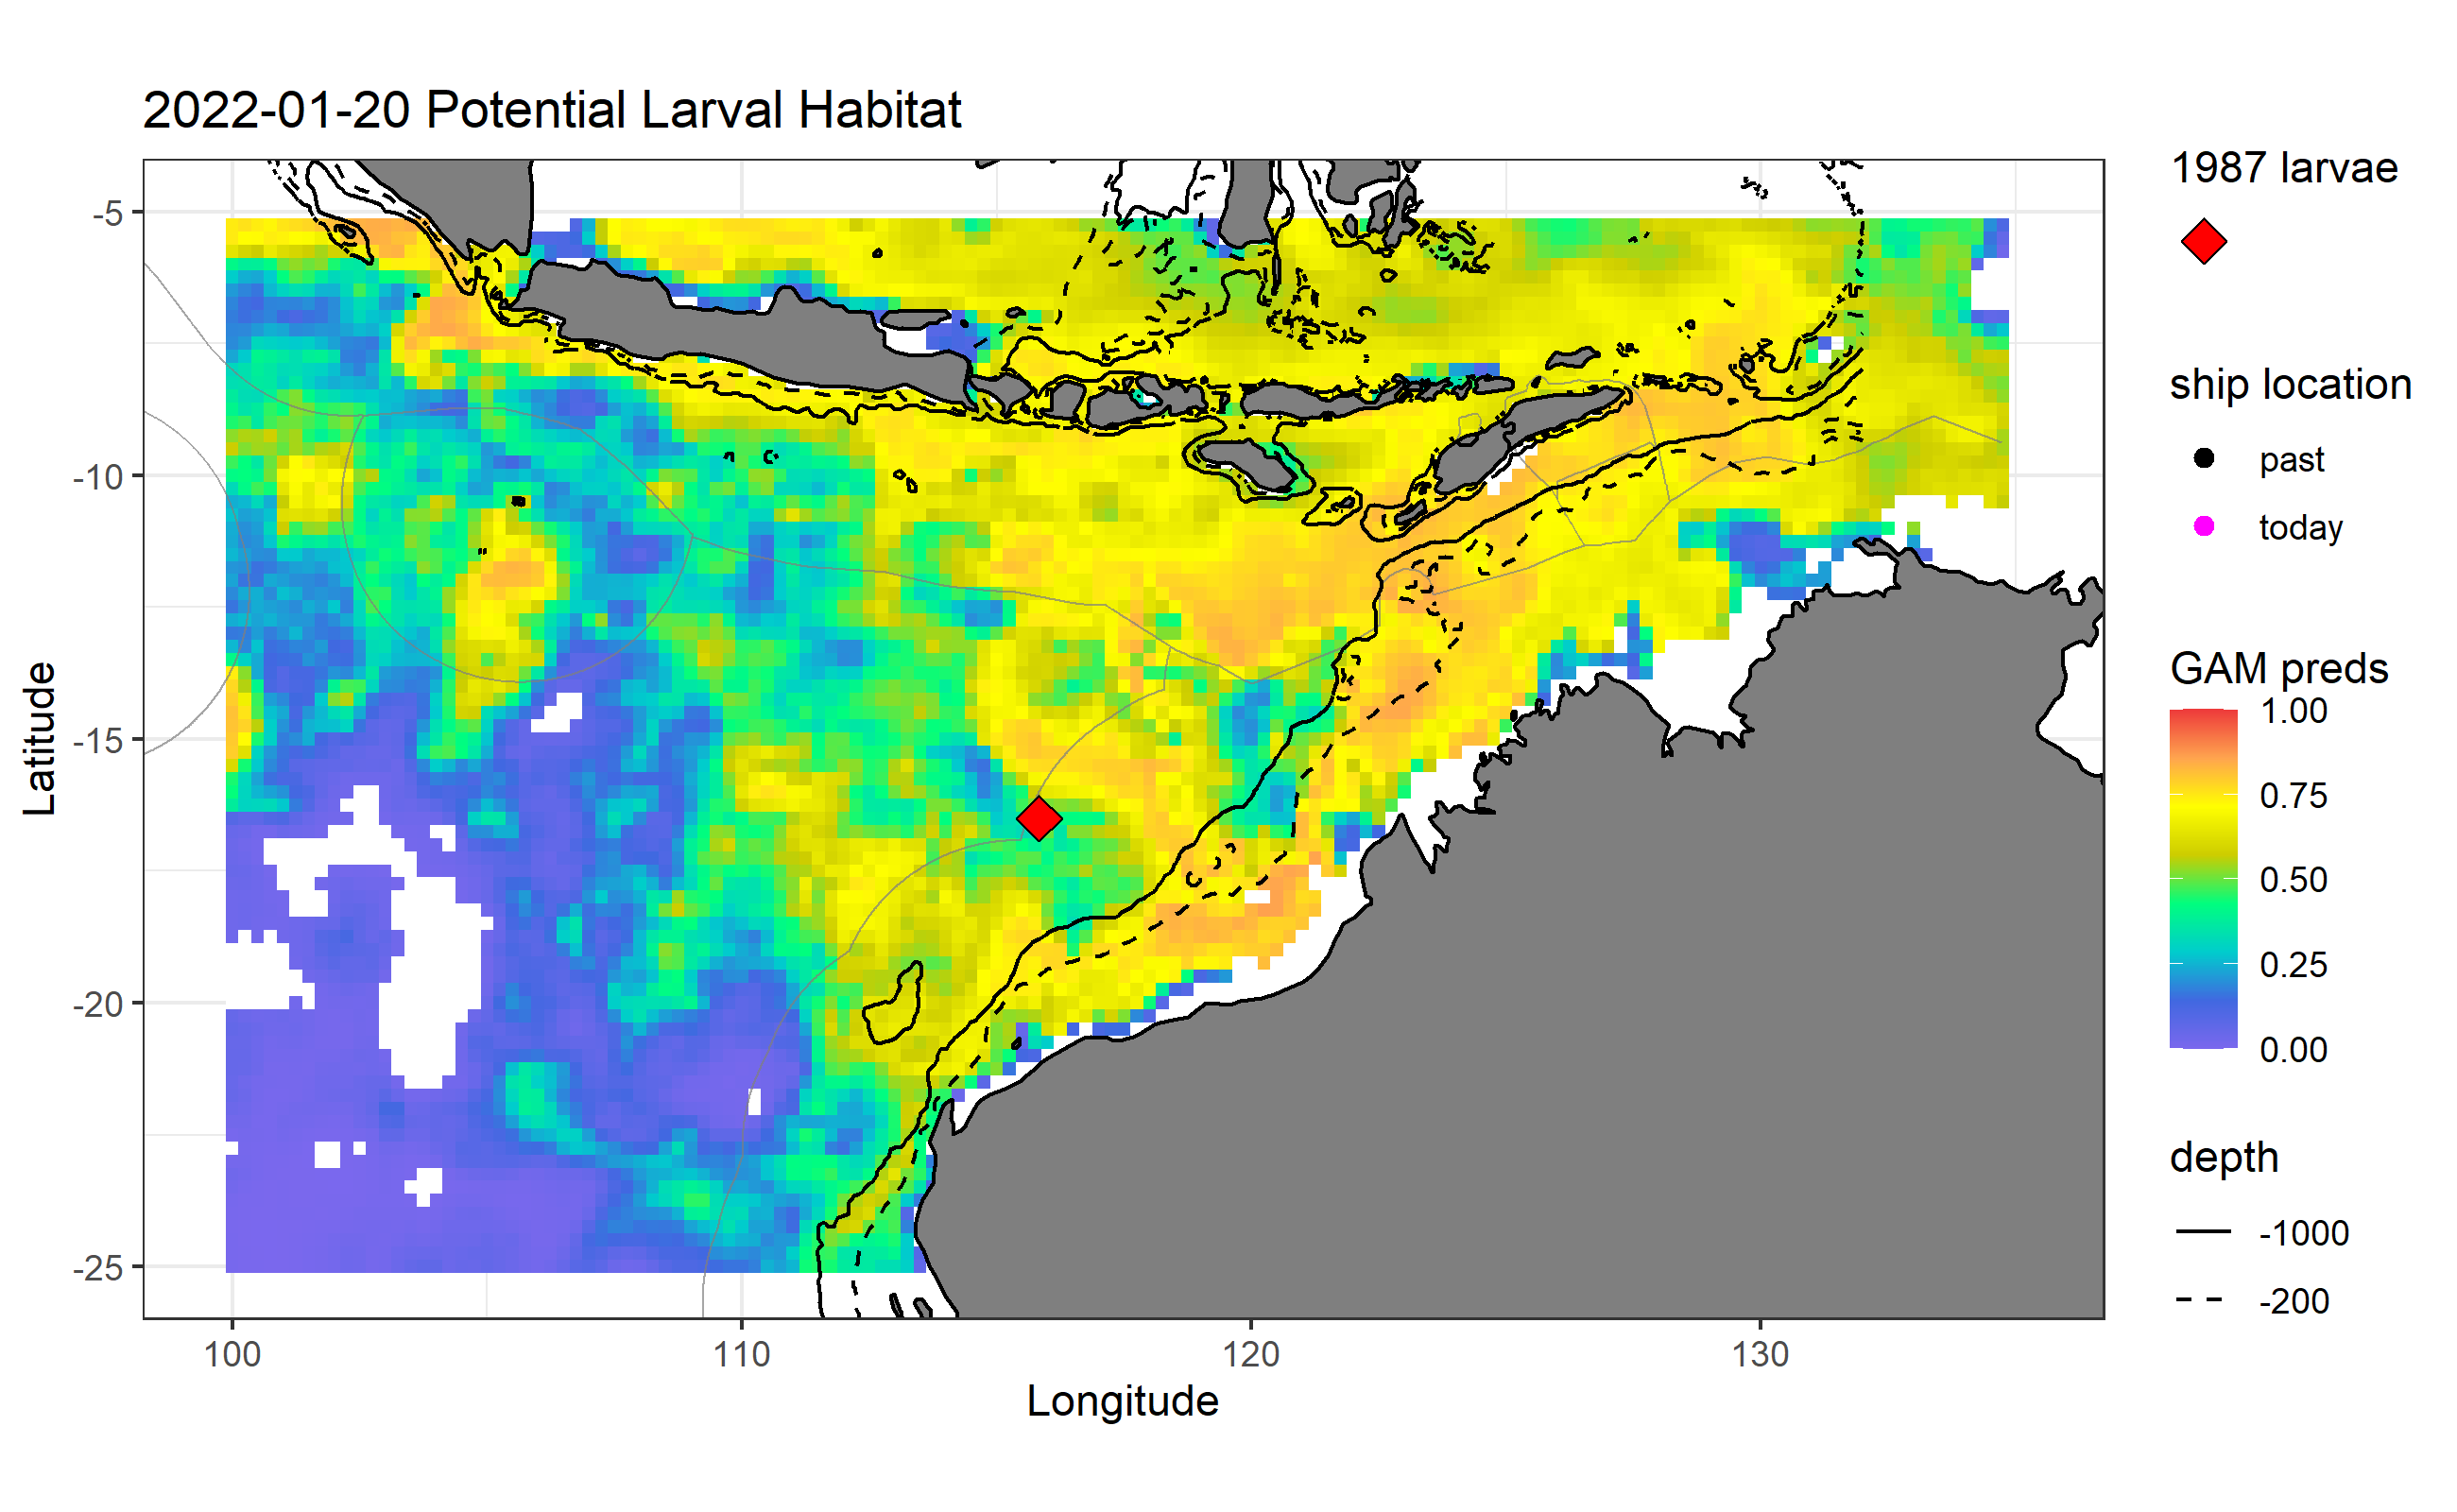 2022-01-20 Potential Larval Habitat
-5
-10
-15
-20
-25
Latitude
100
110
120
130
Longitude
1987 larvae
ship location
past
today
GAM preds
1.00
0.75
0.50
0.25
0.00
depth
-1000
-200